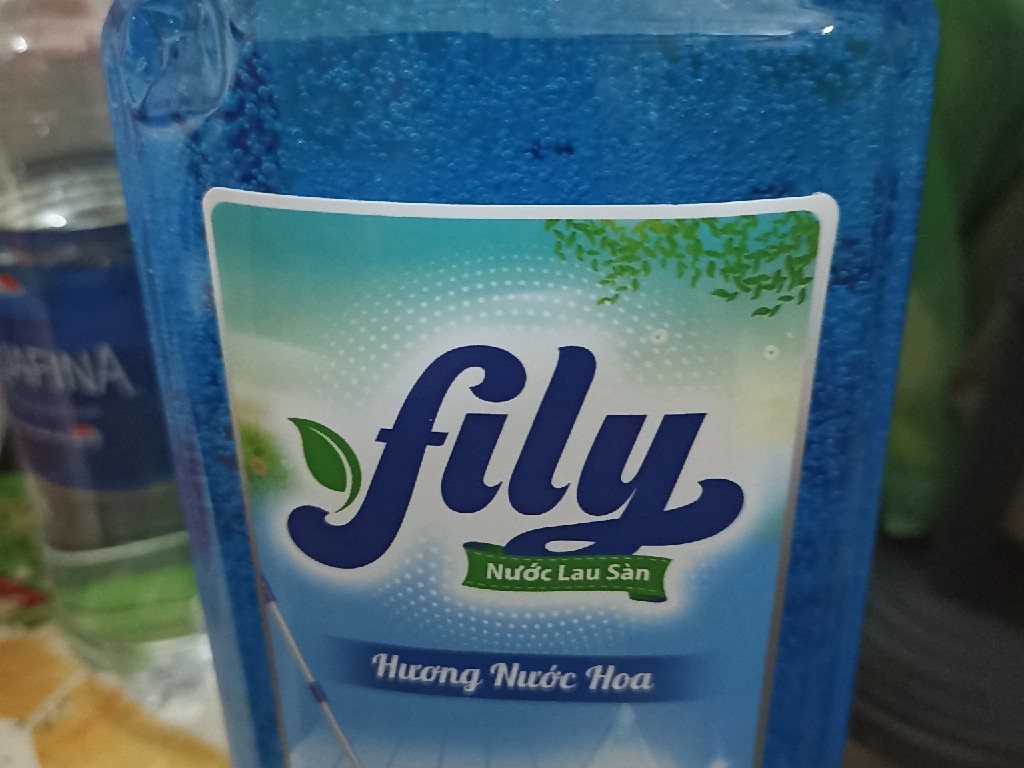 fily
Nước Lau Sàn
Hương Nước Hoa